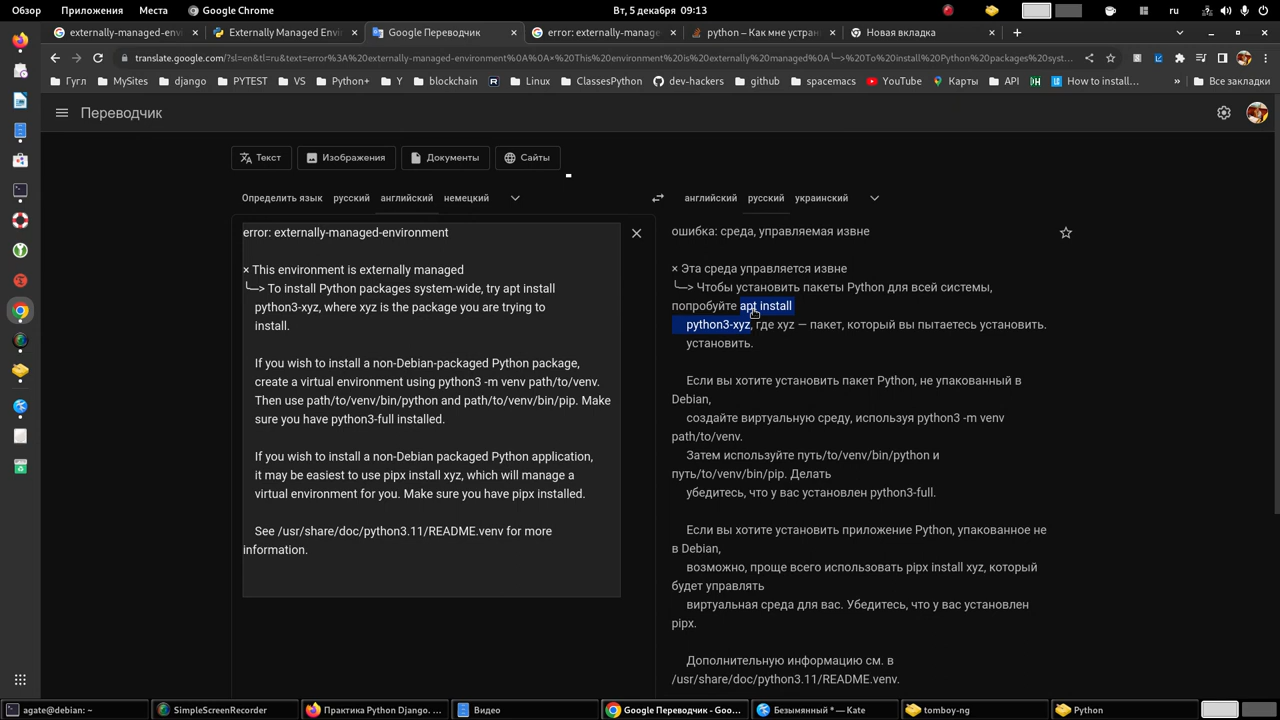 Обзор Приложения Места Google Chrome Вт, 5 декабря 09:13 ru
externally-managed-envi Externally Managed Envi Google Переводчик error: externally-manage python – Как мне устран Новая вкладка
translate.google.com/?sl=en&tl=ru&text=error%3A%20externally-managed-environment%0A%0A×%20This%20environment%20is%20externally%20managed%0A╰─>%20To%20install%20Python%20packages%20syst...
Гугл MySites django PYTEST VS Python+ Y blockchain Linux ClassesPython dev-hackers github spacemacs YouTube Карты API How to install... » Все закладки
Переводчик
Текст Изображения Документы Сайты
Определить язык русский английский немецкий английский русский украинский
error: externally-managed-environment
× This environment is externally managed
╰─> To install Python packages system-wide, try apt install
python3-xyz, where xyz is the package you are trying to
install.
If you wish to install a non-Debian-packaged Python package,
create a virtual environment using python3 -m venv path/to/venv.
Then use path/to/venv/bin/python and path/to/venv/bin/pip. Make
sure you have python3-full installed.
If you wish to install a non-Debian packaged Python application,
it may be easiest to use pipx install xyz, which will manage a
virtual environment for you. Make sure you have pipx installed.
See /usr/share/doc/python3.11/README.venv for more
information.
ошибка: среда, управляемая извне
× Эта среда управляется извне
╰─> Чтобы установить пакеты Python для всей системы,
попробуйте apt install
python3-xyz, где xyz — пакет, который вы пытаетесь установить.
установить.
Если вы хотите установить пакет Python, не упакованный в
Debian,
создайте виртуальную среду, используя python3 -m venv
path/to/venv.
Затем используйте путь/to/venv/bin/python и
путь/to/venv/bin/pip. Делать
убедитесь, что у вас установлен python3-full.
Если вы хотите установить приложение Python, упакованное не
в Debian,
возможно, проще всего использовать pipx install xyz, который
будет управлять
виртуальная среда для вас. Убедитесь, что у вас установлен
pipx.
Дополнительную информацию см. в
/usr/share/doc/python3.11/README.venv.
agate@debian: ~ SimpleScreenRecorder Практика Python Django. ... Видео Google Переводчик - Goo... Безымянный * — Kate tomboy-ng Python